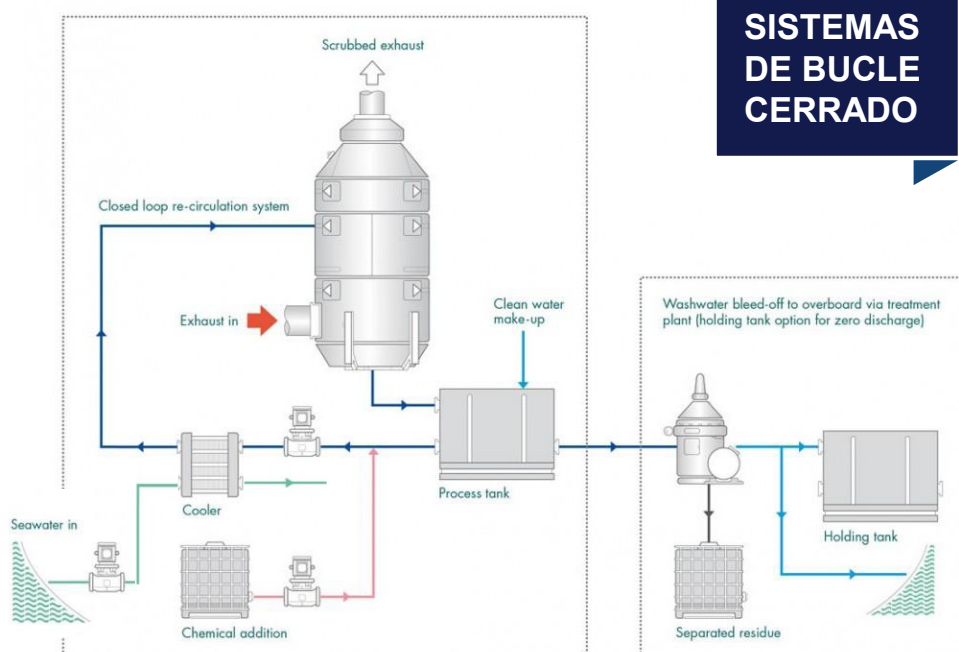 SISTEMAS
DE BUCLE
CERRADO
Scrubbed exhaust
Closed loop re-circulation system
Exhaust in
Clean water
make-up
Washwater bleed-off to overboard via treatment
plant (holding tank option for zero discharge)
Process tank
Cooler
Seawater in
Holding tank
Chemical addition
Separated residue